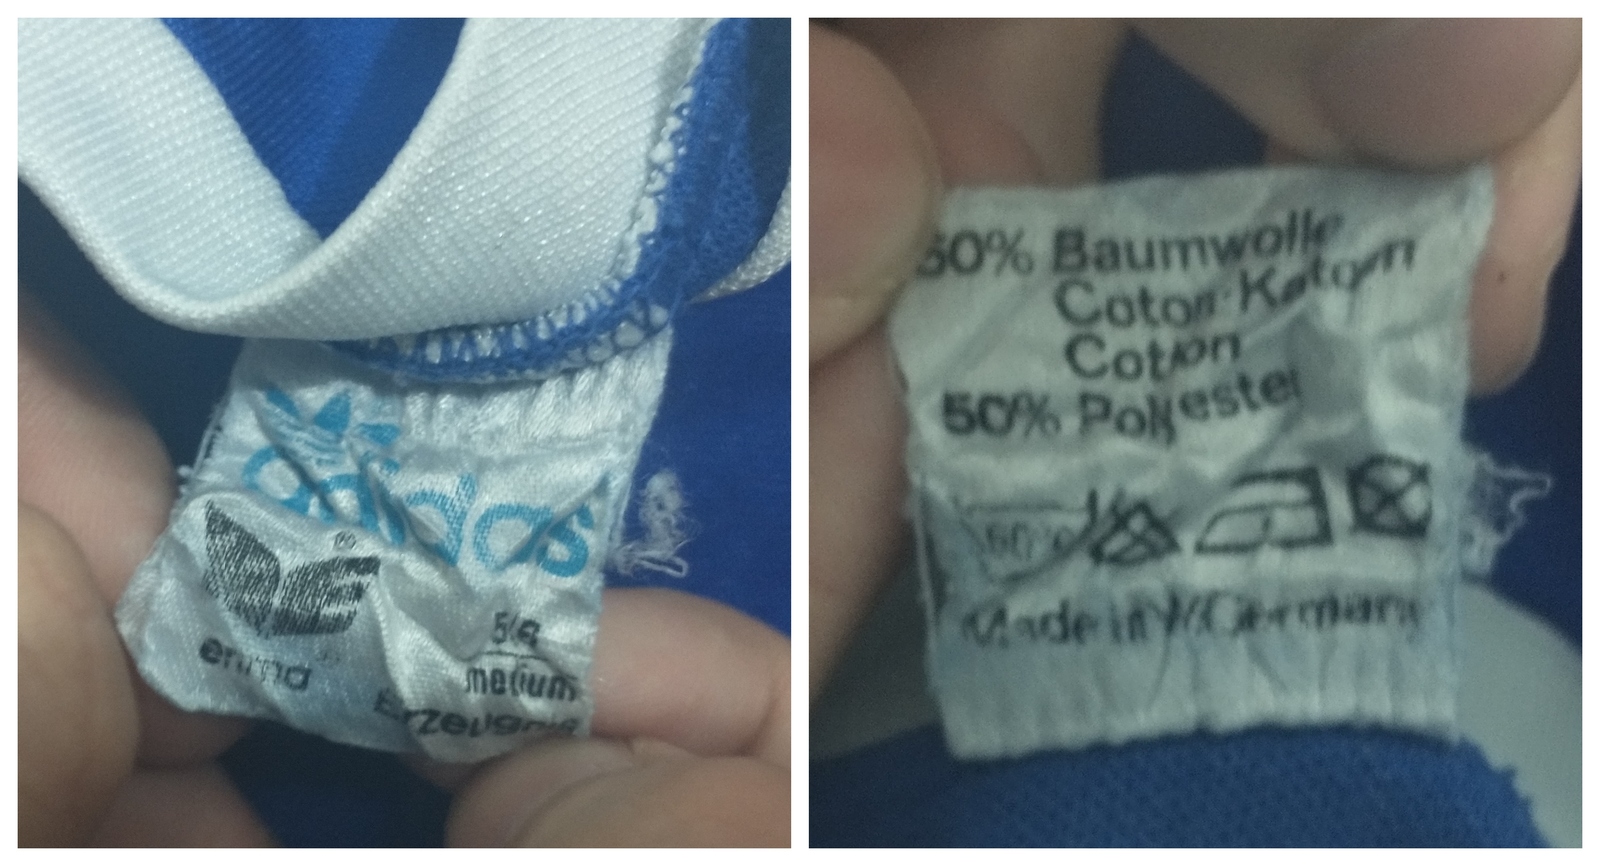 adidas
®
erima
5/6
medium
Erzeugnis
50% Baumwolle
Coton-Katoen
Cotton
50% Polyester
60°c
Made in W.Germany